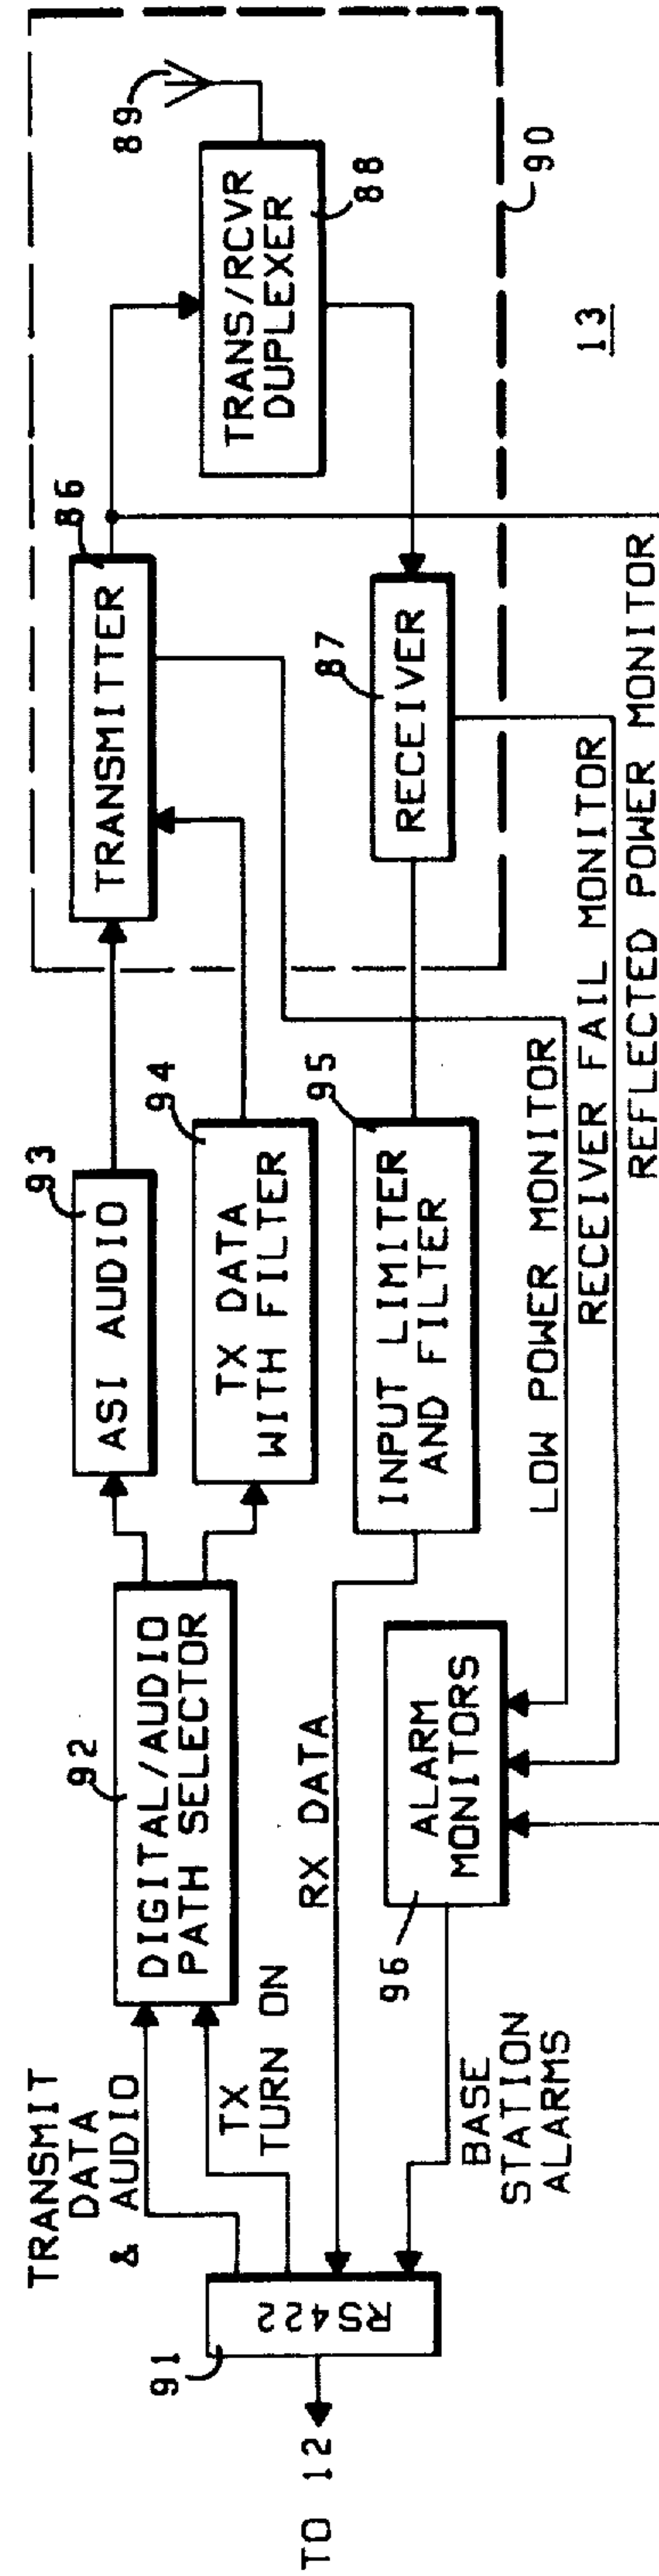 TRANSMIT
DATA
& AUDIO
TX
TURN ON
TO 12
91
RS422
92
DIGITAL/AUDIO
PATH SELECTOR
RX DATA
BASE
STATION
ALARMS
96
ALARM
MONITORS
93
ASI AUDIO
94
TX DATA
WITH FILTER
95
INPUT LIMITER
AND FILTER
LOW POWER MONITOR
RECEIVER FAIL MONITOR
REFLECTED POWER MONITOR
86
TRANSMITTER
87
RECEIVER
88
TRANS/RCVR
DUPLEXER
89
90
13